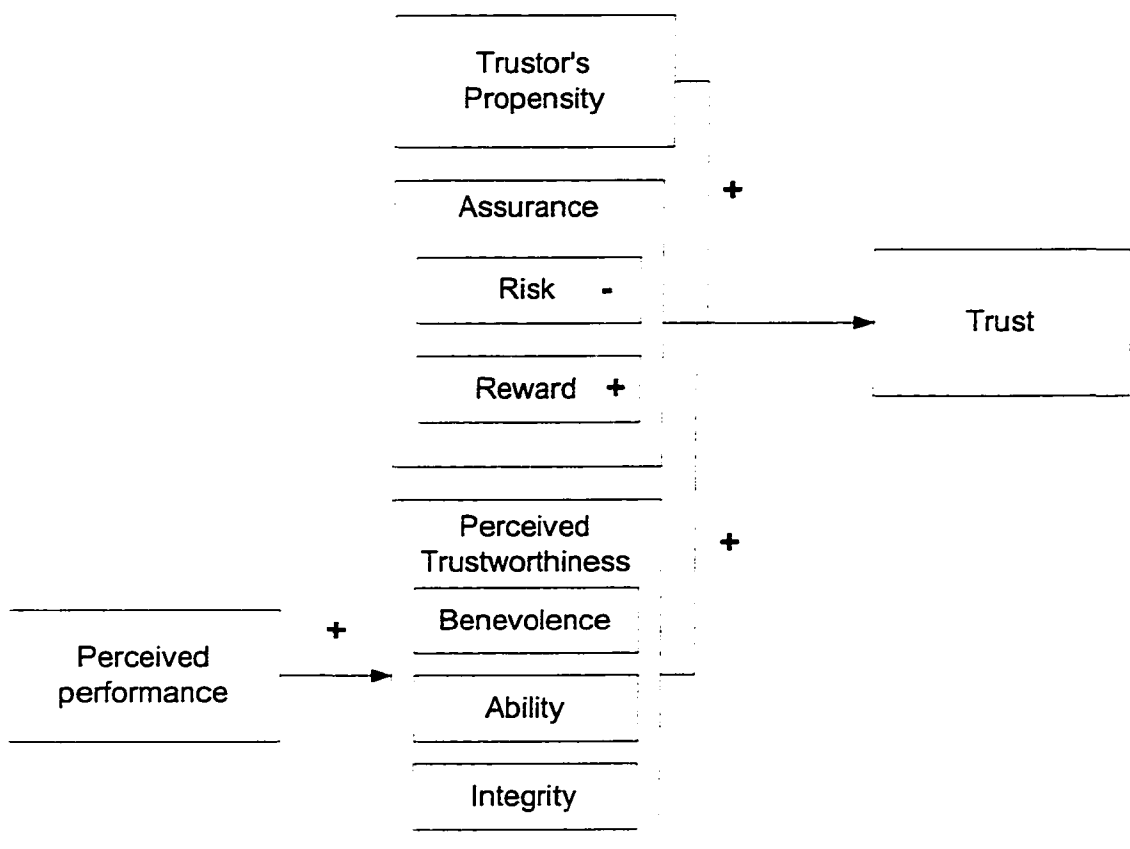 Trustor's
Propensity
+
Assurance
Risk -
Reward +
Trust
Perceived
Trustworthiness
+
Benevolence
+
Perceived
performance
Ability
Integrity